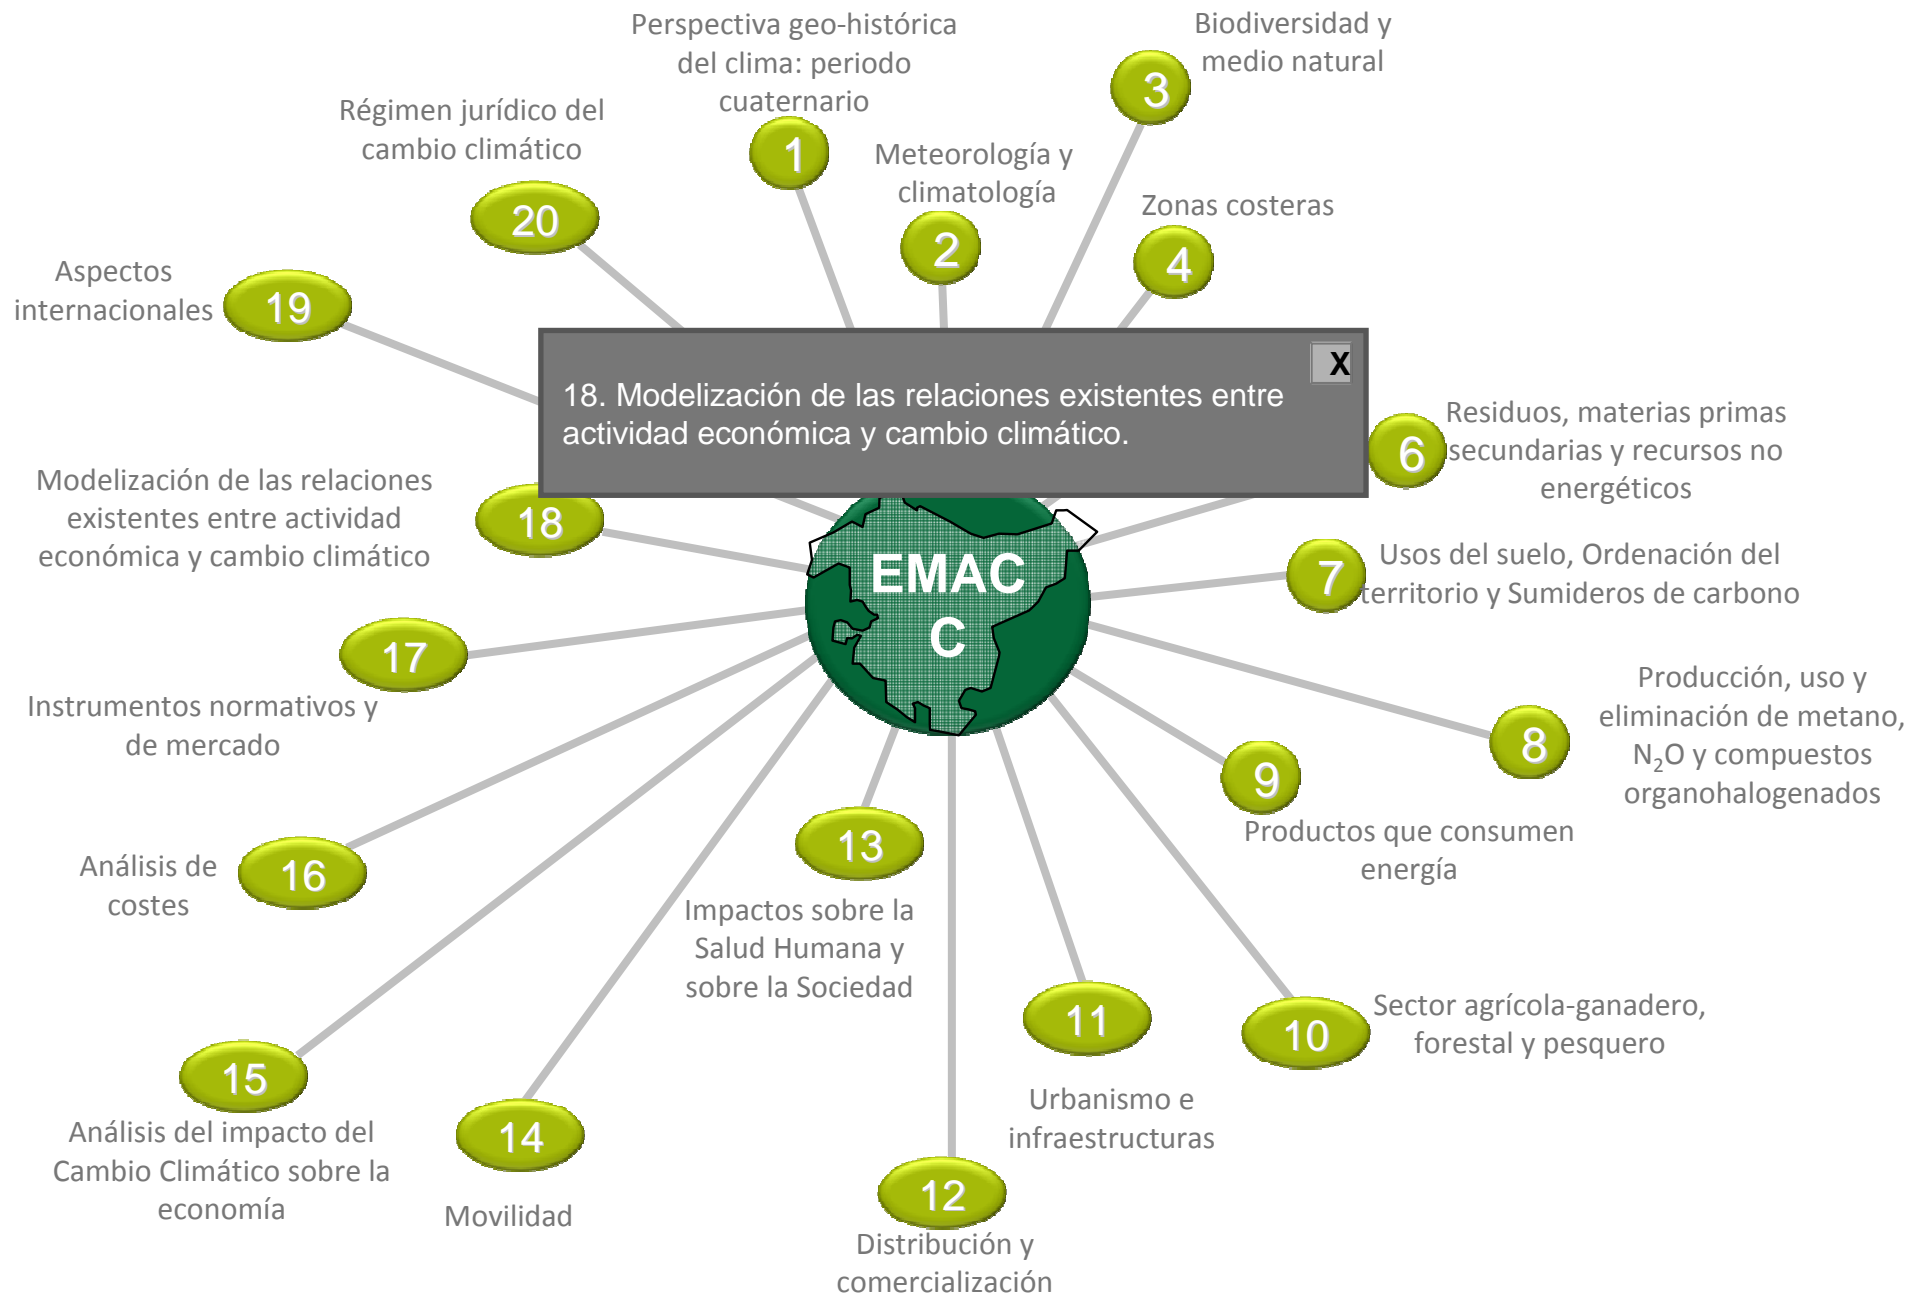 Perspectiva geo-histórica
del clima: periodo
cuaternario
1
Meteorología y
climatología
2
Biodiversidad y
medio natural
3
Zonas costeras
4
Régimen jurídico del
cambio climático
20
Aspectos
internacionales
19
X
18. Modelización de las relaciones existentes entre
actividad económica y cambio climático.
Residuos, materias primas
secundarias y recursos no
energéticos
6
Modelización de las relaciones
existentes entre actividad
económica y cambio climático
18
EMAC
C
Usos del suelo, Ordenación del
territorio y Sumideros de carbono
7
17
Instrumentos normativos y
de mercado
Producción, uso y
eliminación de metano,
N₂O y compuestos
organohalogenados
8
9
Productos que consumen
energía
Análisis de
costes
16
13
Impactos sobre la
Salud Humana y
sobre la Sociedad
11
Urbanismo e
infraestructuras
10
Sector agrícola-ganadero,
forestal y pesquero
15
Análisis del impacto del
Cambio Climático sobre la
economía
14
Movilidad
12
Distribución y
comercialización